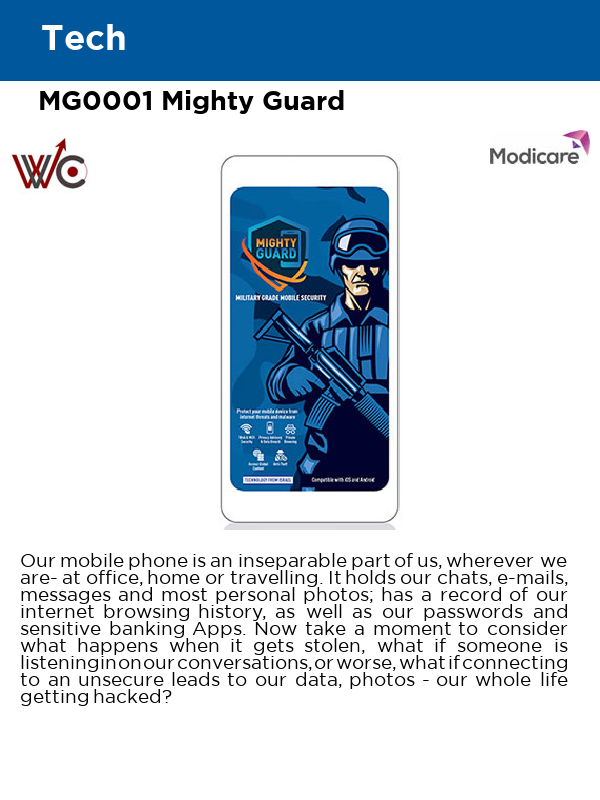 Tech
MG0001 Mighty Guard
WC
Modicare
MIGHTY
GUARD
MILITARY GRADE MOBILE SECURITY
Protect your mobile device from
internet threats and malware
Web & Wifi
Security
Privacy Advisory
& Data Breach
Private
Browsing
Access Global
Content
Anti-Theft
TECHNOLOGY FROM ISRAEL
Compatible with iOS and Android
Our mobile phone is an inseparable part of us, wherever we
are- at office, home or travelling. It holds our chats, e-mails,
messages and most personal photos; has a record of our
internet browsing history, as well as our passwords and
sensitive banking Apps. Now take a moment to consider
what happens when it gets stolen, what if someone is
listening in on our conversations, or worse, what if connecting
to an unsecure leads to our data, photos - our whole life
getting hacked?